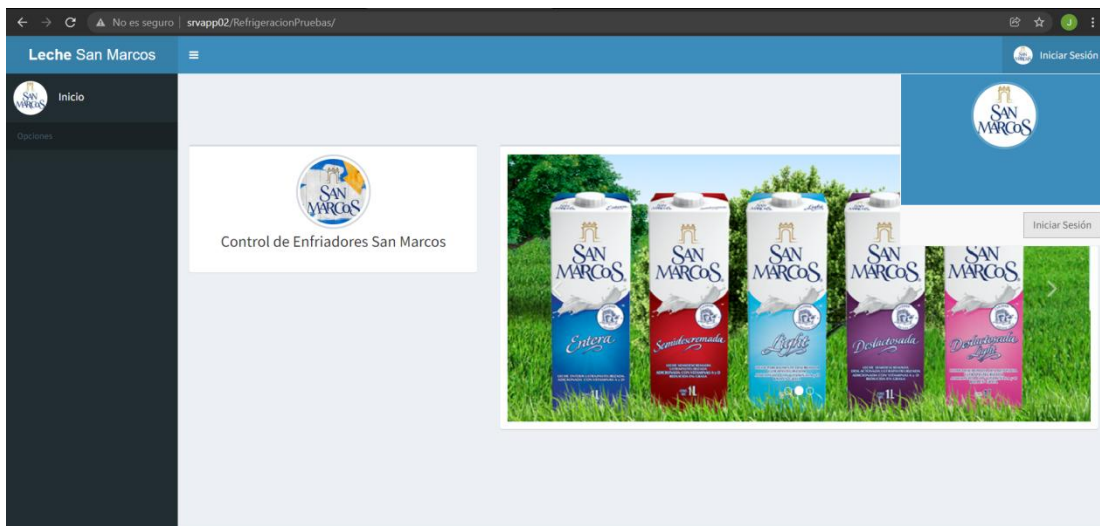 No es seguro | srvapp02/RefrigeracionPruebas/
J
Leche San Marcos
Iniciar Sesión
SAN MARCOS
Inicio
Opciones
SAN
MARCOS
Iniciar Sesión
SAN
MARCOS
Control de Enfriadores San Marcos
SAN
MARCOS
Entera
1L
SAN
MARCOS
Semidescremada
1L
SAN
MARCOS
Light
SAN
MARCOS
Deslactosada
1L
SAN
MARCOS
Deslactosada
Light